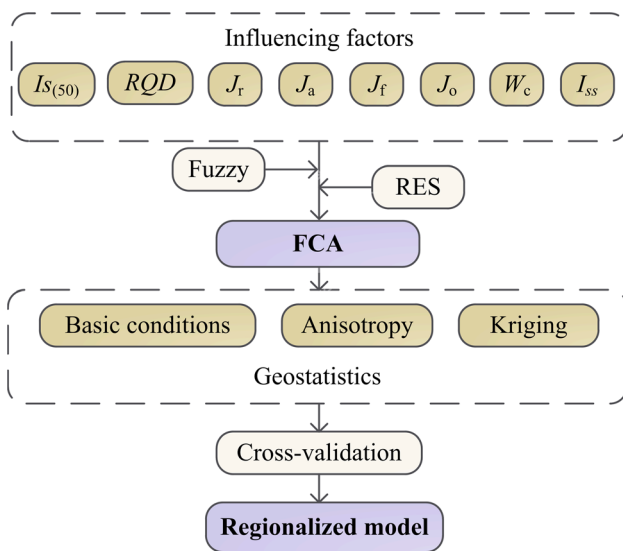 Influencing factors
Is(50) RQD Jr Ja Jf Jo Wc Iss
Fuzzy
RES
FCA
Basic conditions Anisotropy Kriging
Geostatistics
Cross-validation
Regionalized model